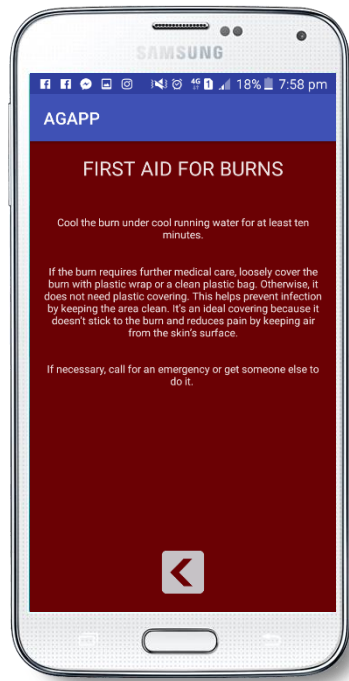 SAMSUNG
4G 1 18% 7:58 pm
AGAPP
FIRST AID FOR BURNS
Cool the burn under cool running water for at least ten
minutes.
If the burn requires further medical care, loosely cover the
burn with plastic wrap or a clean plastic bag. Otherwise, it
does not need plastic covering. This helps prevent infection
by keeping the area clean. It's an ideal covering because it
doesn't stick to the burn and reduces pain by keeping air
from the skin's surface.
If necessary, call for an emergency or get someone else to
do it.